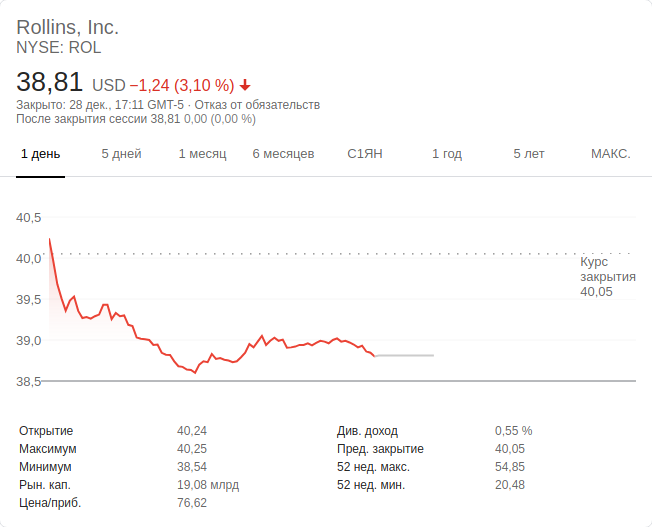 Rollins, Inc.
NYSE: ROL
38,81 USD −1,24 (3,10 %)
Закрыто: 28 дек., 17:11 GMT-5 · Отказ от обязательств
После закрытия сессии 38,81 0,00 (0,00 %)
1 день 5 дней 1 месяц 6 месяцев С1ЯН 1 год 5 лет МАКС.
40,5
40,0
Курс
закрытия
40,05
39,5
39,0
38,5
Открытие 40,24 Див. доход 0,55 %
Максимум 40,25 Пред. закрытие 40,05
Минимум 38,54 52 нед. макс. 54,85
Рын. кап. 19,08 млрд 52 нед. мин. 20,48
Цена/приб. 76,62